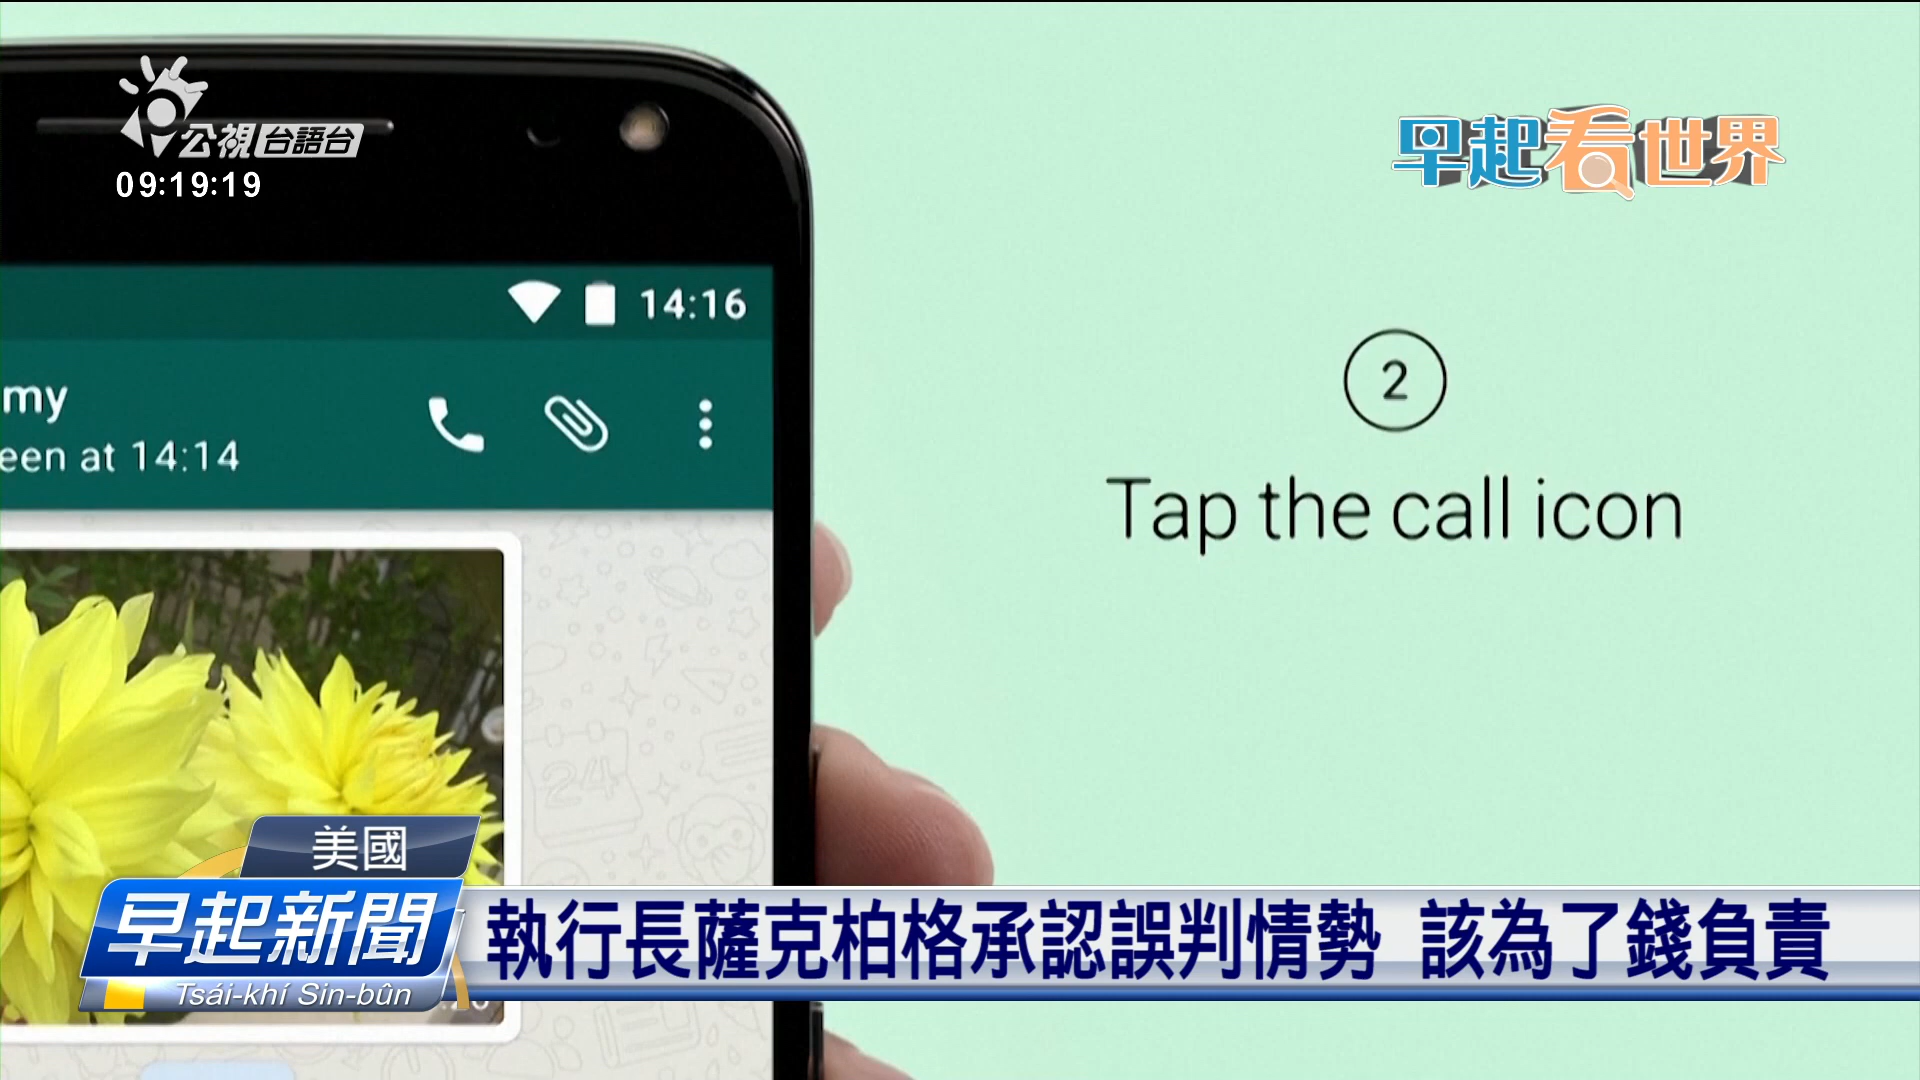 公視台語台
09:19:19
早起看世界
14:16
my
een at 14:14
2
Tap the call icon
美國
早起新聞
執行長薩克柏格承認誤判情勢 該為了錢負責
Tsái-khí Sin-bûn